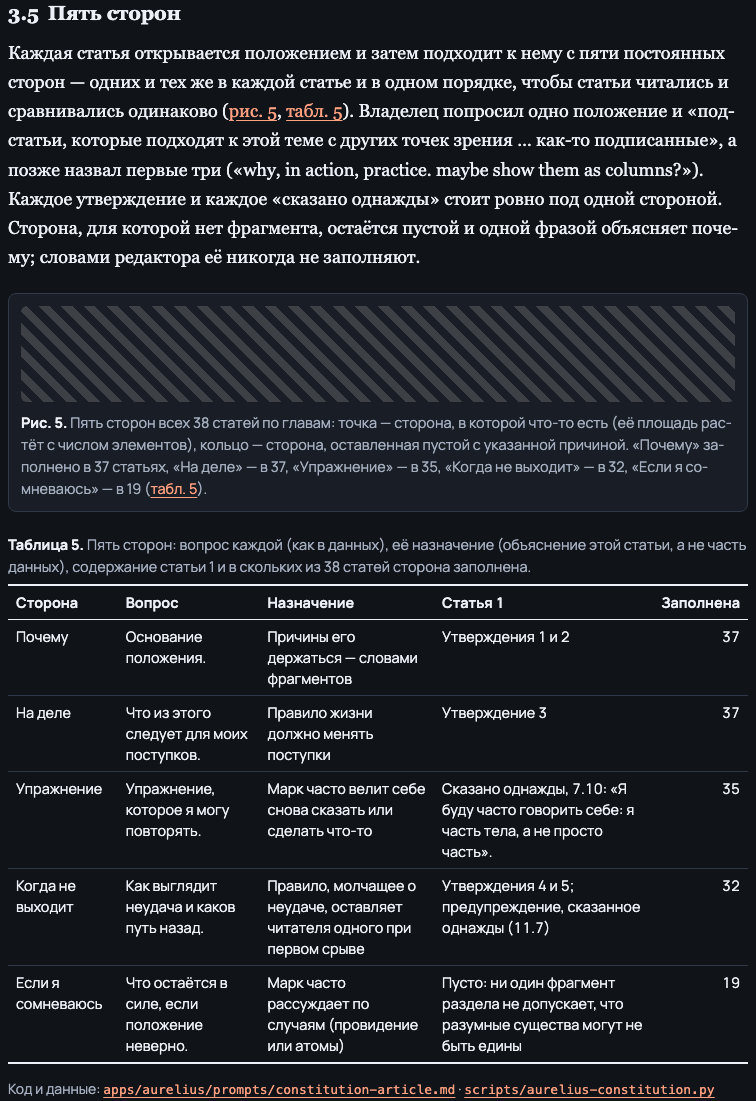 3.5 Пять сторон
Каждая статья открывается положением и затем подходит к нему с пяти постоянных
сторон — одних и тех же в каждой статье и в одном порядке, чтобы статьи читались и
сравнивались одинаково (рис. 5, табл. 5). Владелец попросил одно положение и «под-
статьи, которые подходят к этой теме с других точек зрения ... как-то подписанные», а
позже назвал первые три («why, in action, practice. maybe show them as columns?»).
Каждое утверждение и каждое «сказано однажды» стоит ровно под одной стороной.
Сторона, для которой нет фрагмента, остаётся пустой и одной фразой объясняет поче-
му; словами редактора её никогда не заполняют.
Рис. 5. Пять сторон всех 38 статей по главам: точка — сторона, в которой что-то есть (её площадь рас-
тёт с числом элементов), кольцо — сторона, оставленная пустой с указанной причиной. «Почему» за-
полнено в 37 статьях, «На деле» — в 37, «Упражнение» — в 35, «Когда не выходит» — в 32, «Если я со-
мневаюсь» — в 19 (табл. 5).
Таблица 5. Пять сторон: вопрос каждой (как в данных), её назначение (объяснение этой статьи, а не часть
данных), содержание статьи 1 и в скольких из 38 статей сторона заполнена.
Сторона Вопрос Назначение Статья 1 Заполнена
Почему Основание Причины его Утверждения 1 и 2 37
положения. держаться — словами
фрагментов
На деле Что из этого Правило жизни Утверждение 3 37
следует для моих должно менять
поступков. поступки
Упражнение Упражнение, Марк часто велит себе Сказано однажды, 7.10: «Я 35
которое я могу снова сказать или буду часто говорить себе: я
повторять. сделать что-то часть тела, а не просто
часть».
Когда не Как выглядит Правило, молчащее о Утверждения 4 и 5; 32
выходит неудача и каков неудаче, оставляет предупреждение, сказанное
путь назад. читателя одного при однажды (11.7)
первом срыве
Если я Что остаётся в Марк часто Пусто: ни один фрагмент 19
сомневаюсь силе, если рассуждает по раздела не допускает, что
положение случаям (провидение разумные существа могут не
неверно. или атомы) быть едины
Код и данные: apps/aurelius/prompts/constitution-article.md · scripts/aurelius-constitution.py